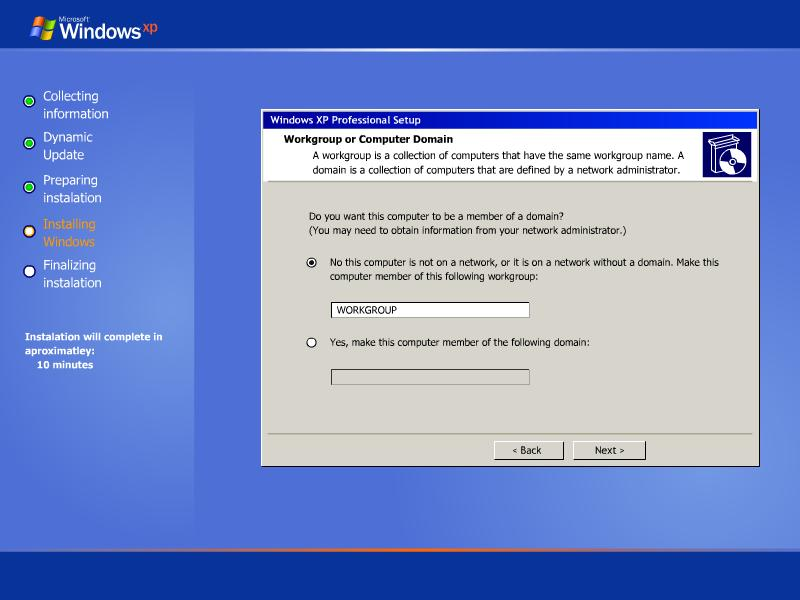 Microsoft
Windows xp
Collecting
information
Dynamic
Update
Preparing
instalation
Installing
Windows
Finalizing
instalation
Instalation will complete in
aproximatley:
10 minutes
Windows XP Professional Setup
Workgroup or Computer Domain
A workgroup is a collection of computers that have the same workgroup name. A
domain is a collection of computers that are defined by a network administrator.
Do you want this computer to be a member of a domain?
(You may need to obtain information from your network administrator.)
No this computer is not on a network, or it is on a network without a domain. Make this
computer member of this following workgroup:
WORKGROUP
Yes, make this computer member of the following domain:
< Back
Next >